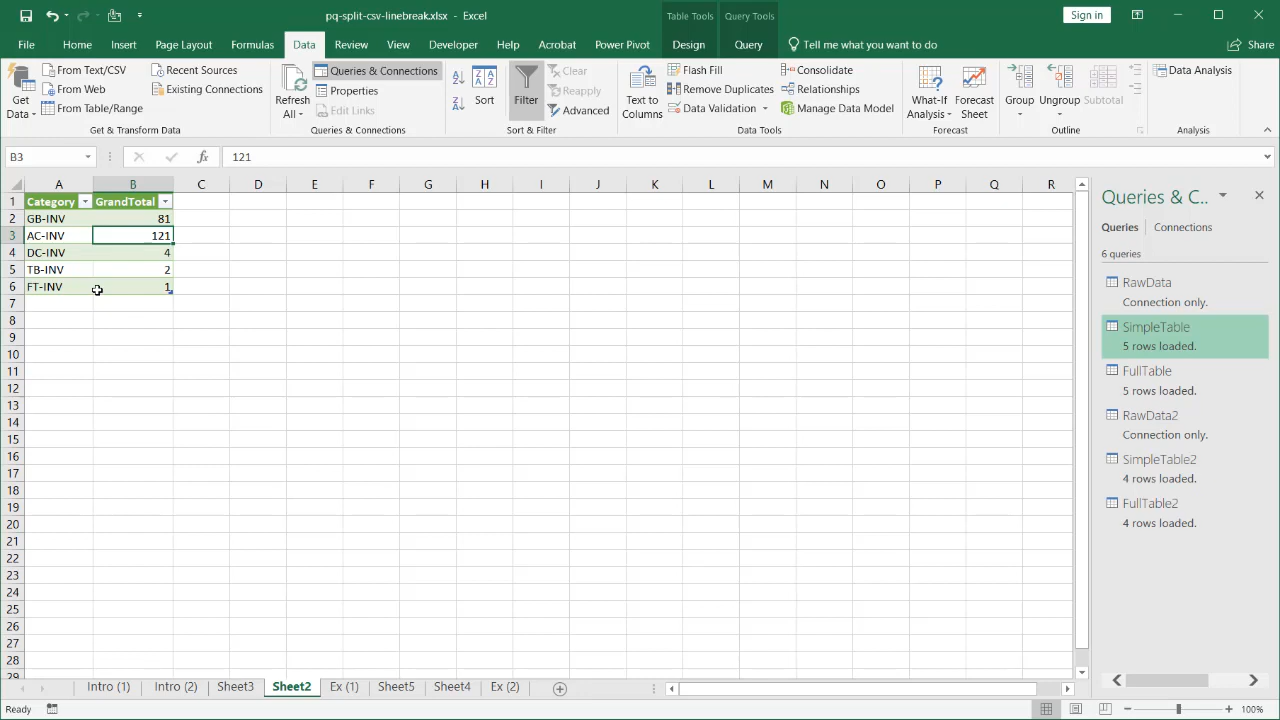 pq-split-on-linebreak.xlsx - Excel
Table Tools
Query Tools
Sign in
File
Home
Insert
Page Layout
Formulas
Data
Review
View
Developer
Help
Acrobat
Power Pivot
Design
Query
Tell me what you want to do
Share
Get
Data
From Text/CSV
From Web
From Table/Range
Recent Sources
Existing Connections
Get & Transform Data
Refresh
All
Queries & Connections
Properties
Edit Links
Queries & Connections
Sort
Filter
Clear
Reapply
Advanced
Sort & Filter
Text to
Columns
Flash Fill
Remove Duplicates
Data Validation
Consolidate
Relationships
Manage Data Model
Data Tools
What-If
Analysis
Forecast
Sheet
Forecast
Group
Ungroup
Subtotal
Outline
Data Analysis
Analysis
B3
fx
121
A B C D E F G H I J K L M N O P Q R
1 Category GrandTotal
2 GB-INV 81
3 AC-INV 121
4 DC-INV 4
5 TB-INV 2
6 FT-INV 1
7
8
9
10
11
12
13
14
15
16
17
18
19
20
21
22
23
24
25
26
27
28
29
Queries & C..
Queries Connections
6 queries
RawData
Connection only.
SimpleTable
5 rows loaded.
FullTable
5 rows loaded.
RawData2
Connection only.
SimpleTable2
4 rows loaded.
FullTable2
4 rows loaded.
Intro (1) Intro (2) Sheet3 Sheet2 Ex (1) Sheet5 Sheet4 Ex (2)
Ready
100%